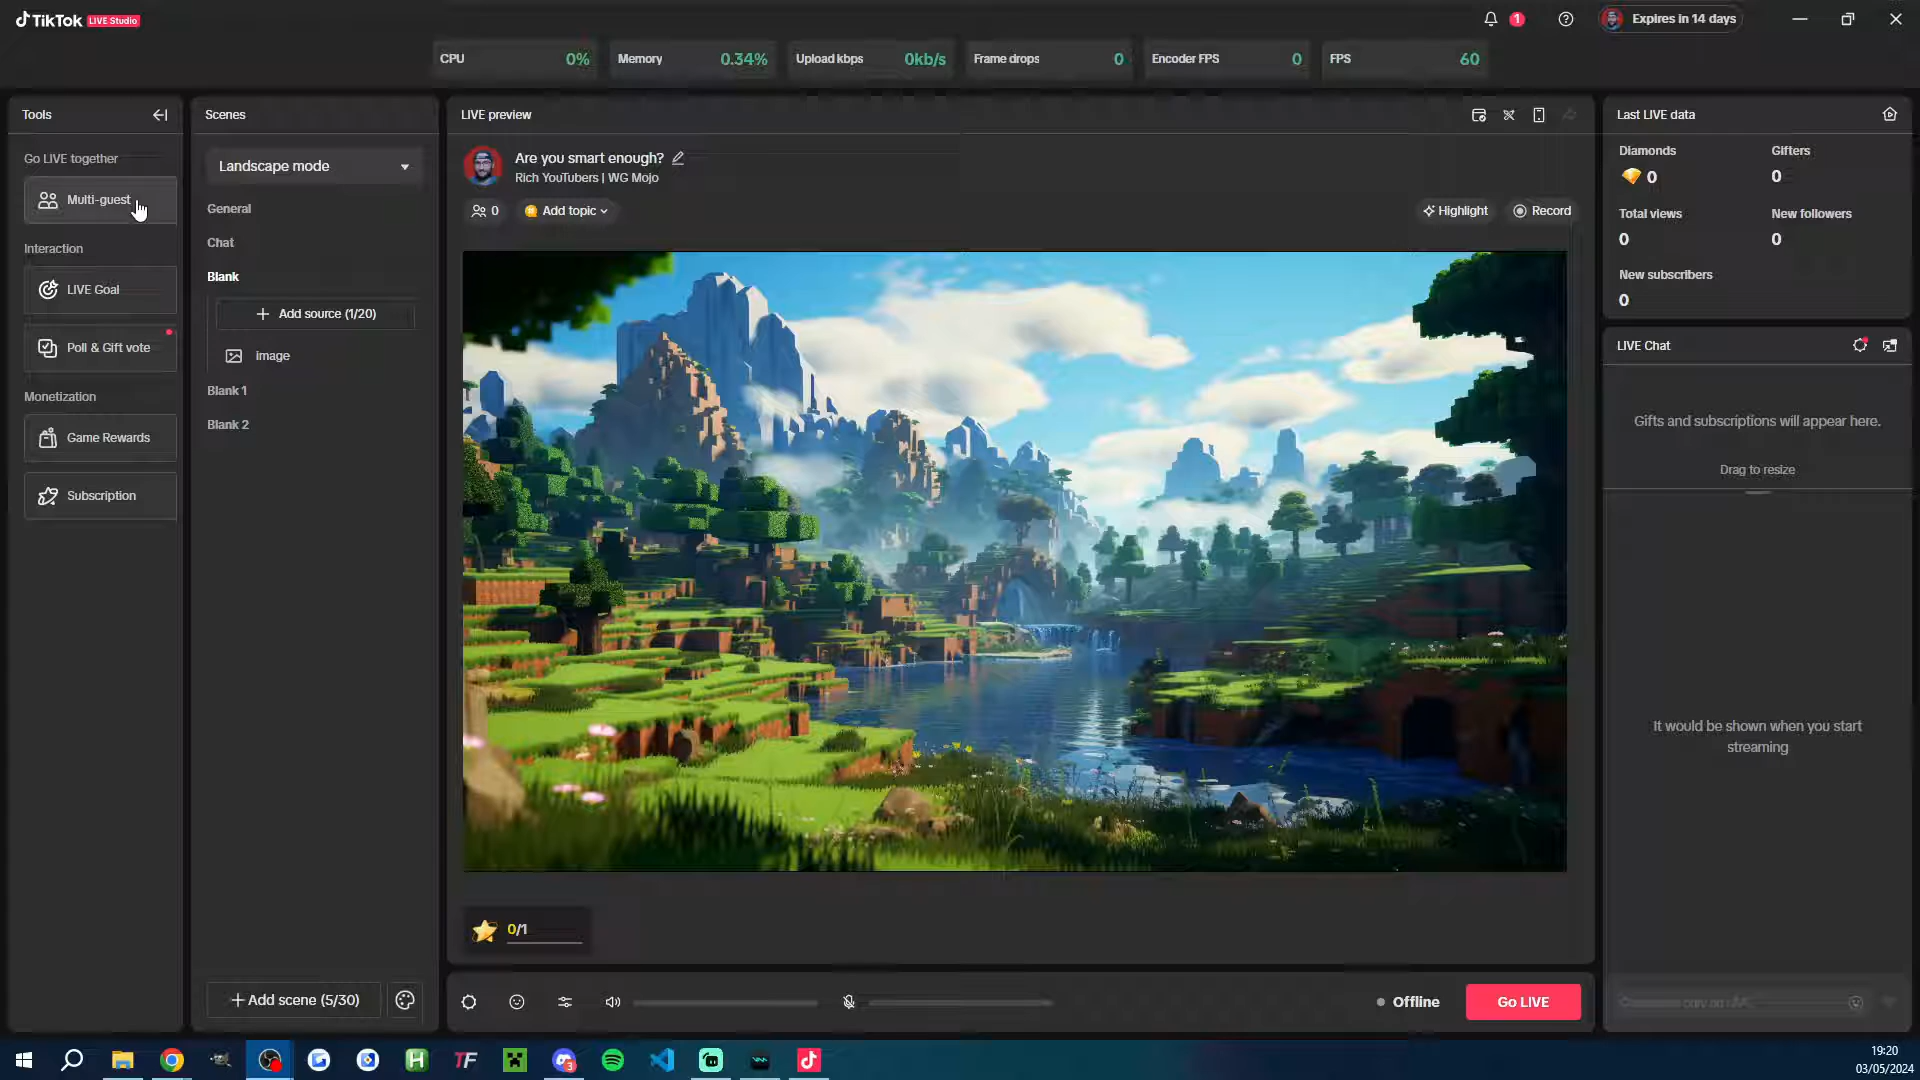 TikTok LIVE Studio
1
Expires in 14 days
CPU 0%
Memory 0.34%
Upload kbps 0kb/s
Frame drops 0
Encoder FPS 0
FPS 60
Tools
Go LIVE together
Multi-guest
Interaction
LIVE Goal
Poll & Gift vote
Monetization
Game Rewards
Subscription
Scenes
Landscape mode
General
Chat
Blank
+ Add source (1/20)
image
Blank 1
Blank 2
+ Add scene (5/30)
LIVE preview
Are you smart enough?
Rich YouTubers | WG Mojo
0
Add topic
Highlight
Record
0/1
Offline
Go LIVE
Last LIVE data
Diamonds
Gifters
0
0
Total views
New followers
0
0
New subscribers
0
LIVE Chat
Gifts and subscriptions will appear here.
Drag to resize
It would be shown when you start
streaming
H
TF
3
19:20
03/05/2024